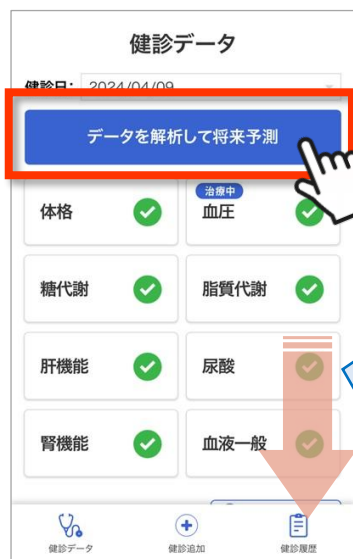 健診データ
健診日： 2024/04/09
データを解析して将来予測
体格
治療中
血圧
糖代謝
脂質代謝
肝機能
尿酸
腎機能
血液一般
健診データ
健診追加
健診履歴